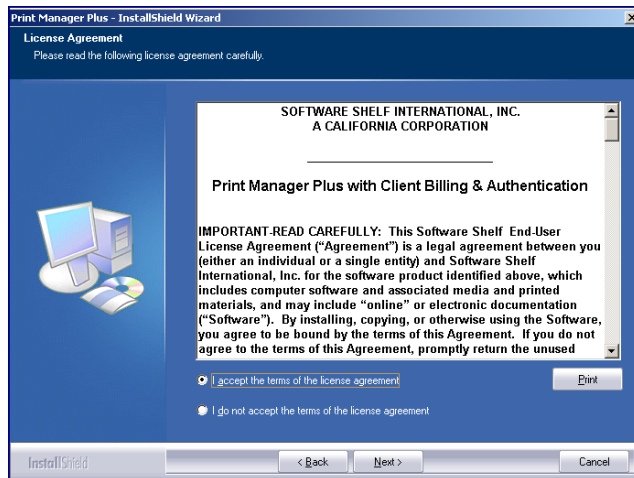 Print Manager Plus - InstallShield Wizard
License Agreement
Please read the following license agreement carefully.
SOFTWARE SHELF INTERNATIONAL, INC.
A CALIFORNIA CORPORATION
Print Manager Plus with Client Billing & Authentication
IMPORTANT-READ CAREFULLY: This Software Shelf End-User
License Agreement (“Agreement”) is a legal agreement between you
(either an individual or a single entity) and Software Shelf
International, Inc. for the software product identified above, which
includes computer software and associated media and printed
materials, and may include “online” or electronic documentation
(“Software”). By installing, copying, or otherwise using the Software,
you agree to be bound by the terms of this Agreement. If you do not
agree to the terms of this Agreement, promptly return the unused
I accept the terms of the license agreement
Print
I do not accept the terms of the license agreement
InstallShield
< Back
Next >
Cancel